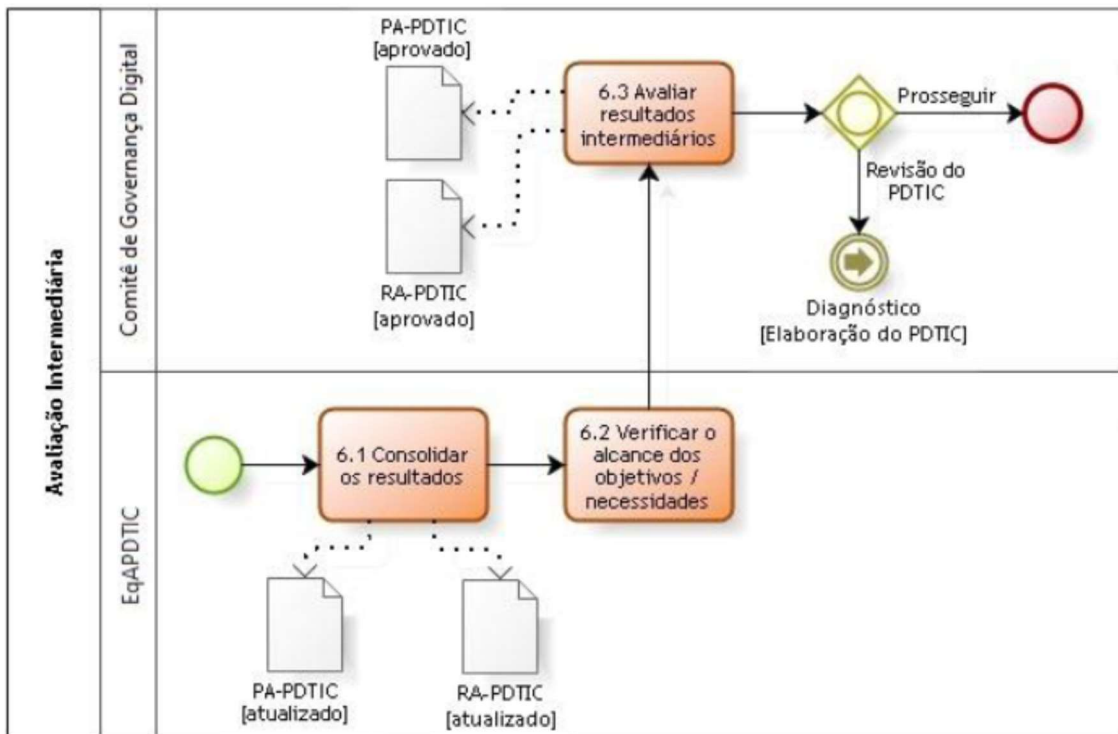 Avaliação Intermediária
Comitê de Governança Digital
PA-PDTIC
[aprovado]
RA-PDTIC
[aprovado]
6.3 Avaliar
resultados
intermediários
Prosseguir
Revisão do
PDTIC
Diagnóstico
[Elaboração do PDTIC]
EqAPDTIC
6.1 Consolidar
os resultados
6.2 Verificar o
alcance dos
objetivos /
necessidades
PA-PDTIC
[atualizado]
RA-PDTIC
[atualizado]